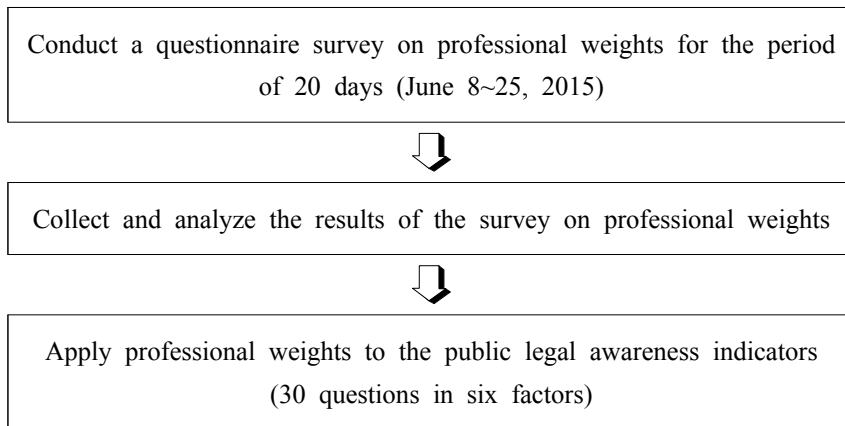 Conduct a questionnaire survey on professional weights for the period
of 20 days (June 8~25, 2015)
Collect and analyze the results of the survey on professional weights
Apply professional weights to the public legal awareness indicators
(30 questions in six factors)